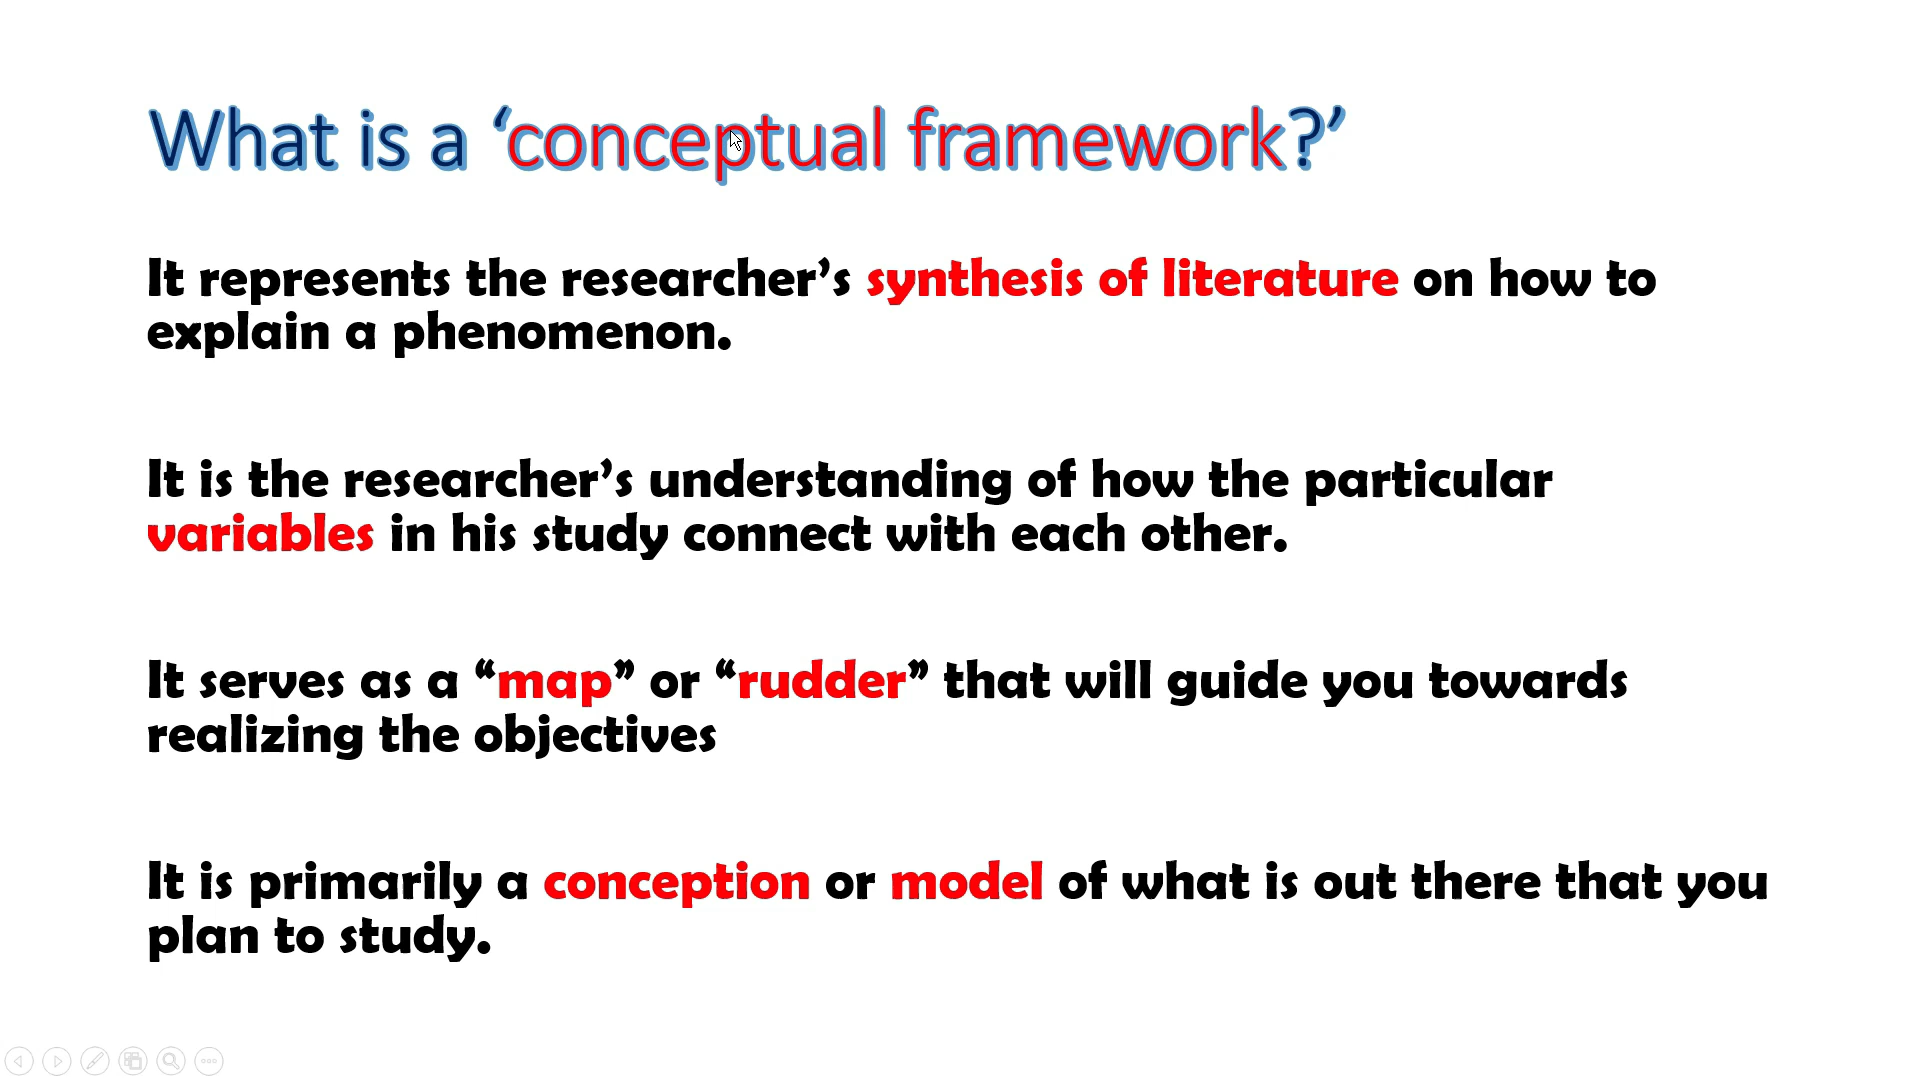 What is a ‘conceptual framework?’
It represents the researcher’s synthesis of literature on how to
explain a phenomenon.
It is the researcher’s understanding of how the particular
variables in his study connect with each other.
It serves as a “map” or “rudder” that will guide you towards
realizing the objectives
It is primarily a conception or model of what is out there that you
plan to study.